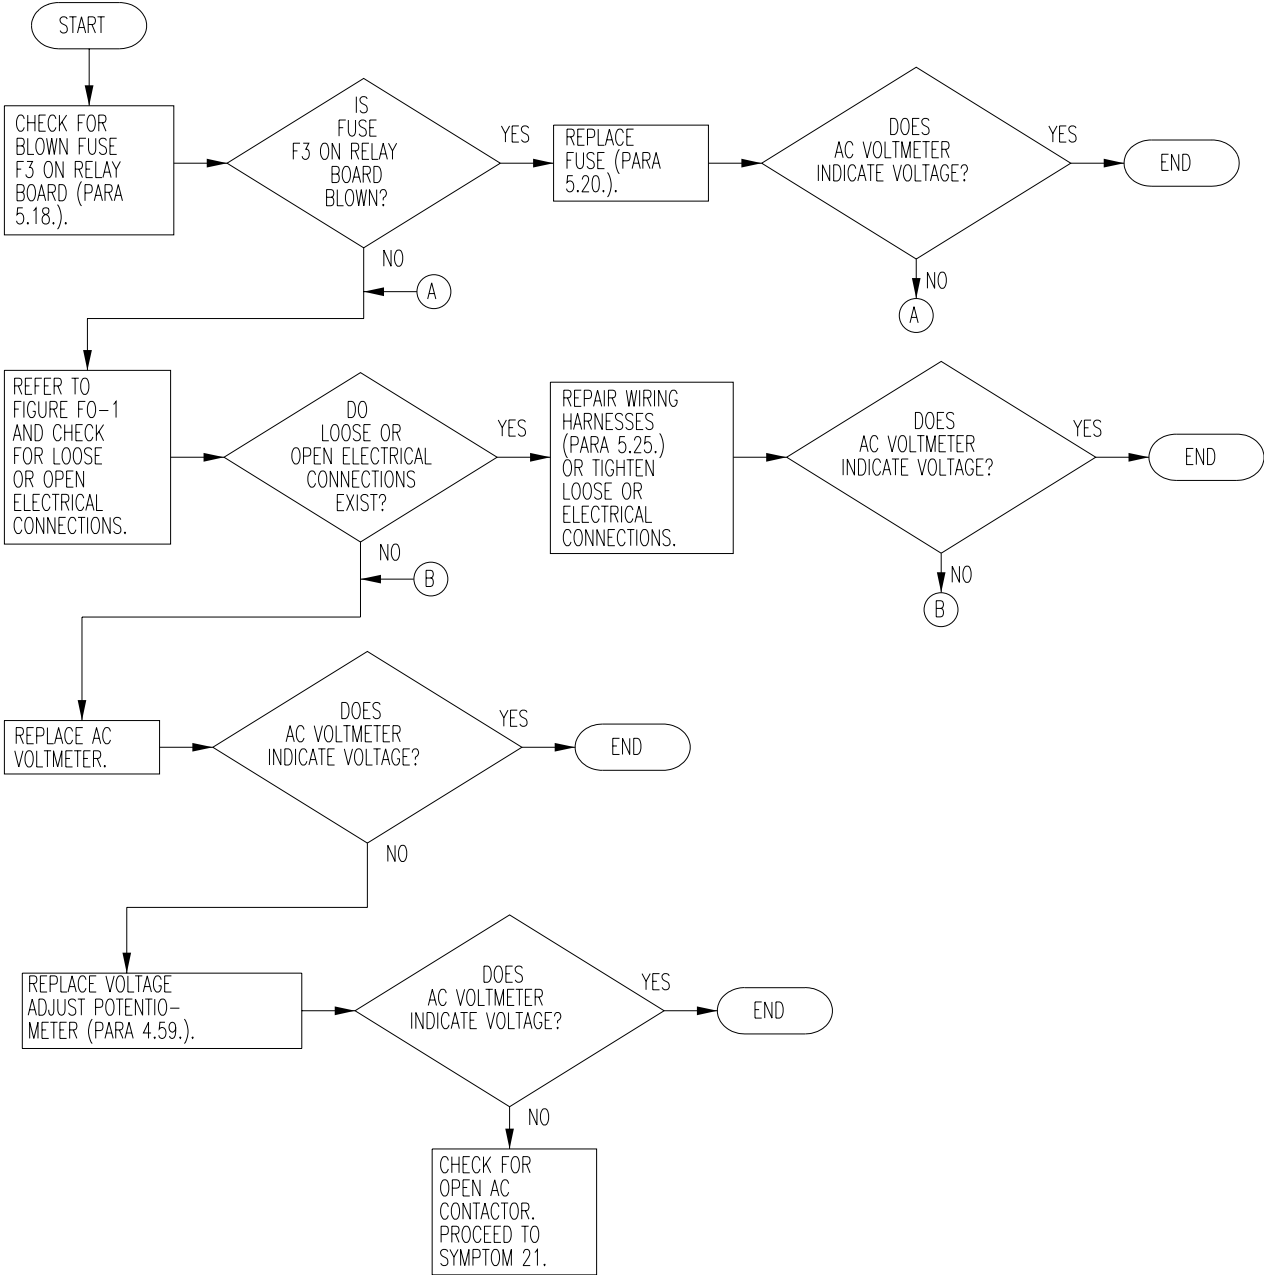 START
CHECK FOR
BLOWN FUSE
F3 ON RELAY
BOARD (PARA
5.18.).
IS
FUSE
F3 ON RELAY
BOARD
BLOWN?
YES
REPLACE
FUSE (PARA
5.20.).
DOES
AC VOLTMETER
INDICATE VOLTAGE?
YES
END
NO
A
NO
A
REFER TO
FIGURE FO-1
AND CHECK
FOR LOOSE
OR OPEN
ELECTRICAL
CONNECTIONS.
DO
LOOSE OR
OPEN ELECTRICAL
CONNECTIONS
EXIST?
YES
REPAIR WIRING
HARNESSES
(PARA 5.25.)
OR TIGHTEN
LOOSE OR
ELECTRICAL
CONNECTIONS.
DOES
AC VOLTMETER
INDICATE VOLTAGE?
YES
END
NO
B
NO
B
REPLACE AC
VOLTMETER.
DOES
AC VOLTMETER
INDICATE VOLTAGE?
YES
END
NO
REPLACE VOLTAGE
ADJUST POTENTIO-
METER (PARA 4.59.).
DOES
AC VOLTMETER
INDICATE VOLTAGE?
YES
END
NO
CHECK FOR
OPEN AC
CONTACTOR.
PROCEED TO
SYMPTOM 21.